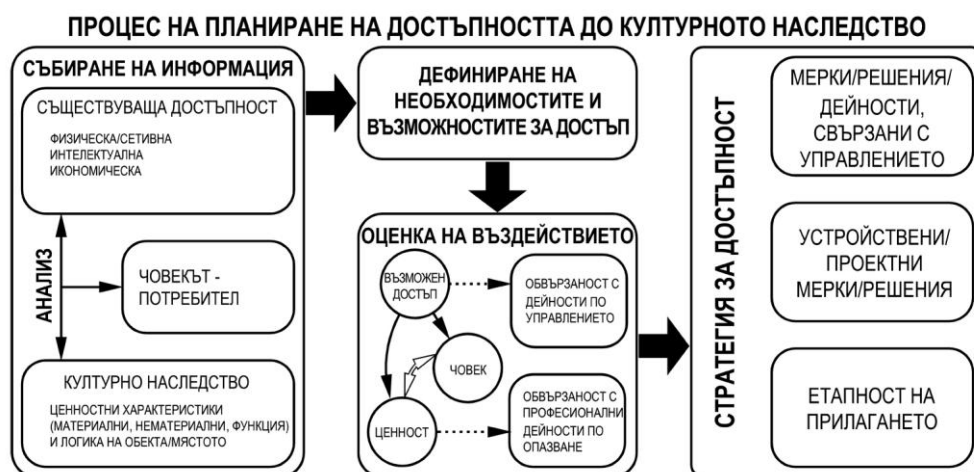 ПРОЦЕС НА ПЛАНИРАНЕ НА ДОСТЪПНОСТТА ДО КУЛТУРНОТО НАСЛЕДСТВО
СЪБИРАНЕ НА ИНФОРМАЦИЯ
СЪЩЕСТВУВАЩА ДОСТЪПНОСТ
ФИЗИЧЕСКА/СЕТИВНА
ИНТЕЛЕКТУАЛНА
ИКОНОМИЧЕСКА
АНАЛИЗ
ЧОВЕКЪТ -
ПОТРЕБИТЕЛ
КУЛТУРНО НАСЛЕДСТВО
ЦЕННОСТНИ ХАРАКТЕРИСТИКИ
(МАТЕРИАЛНИ, НЕМАТЕРИАЛНИ, ФУНКЦИЯ)
И ЛОГИКА НА ОБЕКТА/МЯСТОТО
ДЕФИНИРАНЕ НА
НЕОБХОДИМОСТИТЕ И
ВЪЗМОЖНОСТИТЕ ЗА ДОСТЪП
ОЦЕНКА НА ВЪЗДЕЙСТВИЕТО
ВЪЗМОЖЕН
ДОСТЪП
ОБВЪРЗАНОСТ С
ДЕЙНОСТИ ПО
УПРАВЛЕНИЕТО
ЧОВЕК
ЦЕННОСТ
ОБВЪРЗАНОСТ С
ПРОФЕСИОНАЛНИ
ДЕЙНОСТИ ПО
ОПАЗВАНЕ
СТРАТЕГИЯ ЗА ДОСТЪПНОСТ
МЕРКИ/РЕШЕНИЯ/
ДЕЙНОСТИ,
СВЪРЗАНИ С
УПРАВЛЕНИЕТО
УСТРОЙСТВЕНИ/
ПРОЕКТНИ
МЕРКИ/РЕШЕНИЯ
ЕТАПНОСТ НА
ПРИЛАГАНЕТО